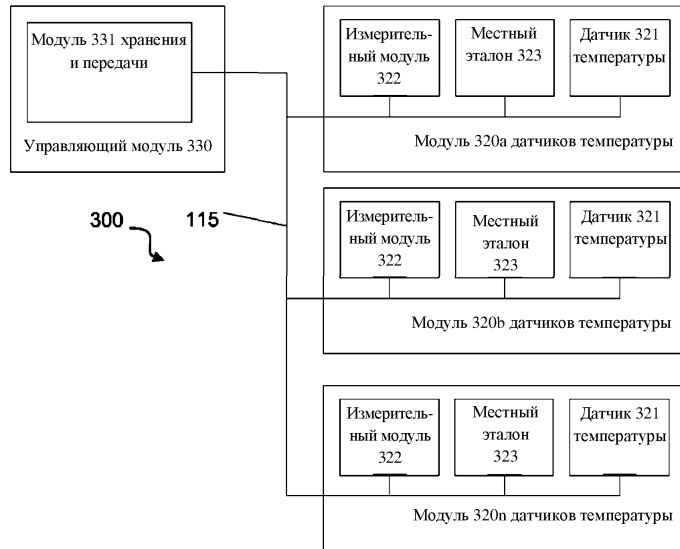 Модуль 331 хранения
и передачи
Управляющий модуль 330
300
115
Измеритель-
ный модуль
322
Местный
эталон 323
Датчик 321
температуры
Модуль 320a датчиков температуры
Измеритель-
ный модуль
322
Местный
эталон
323
Датчик 321
температуры
Модуль 320b датчиков температуры
Измеритель-
ный модуль
322
Местный
эталон
323
Датчик 321
температуры
Модуль 320n датчиков температуры